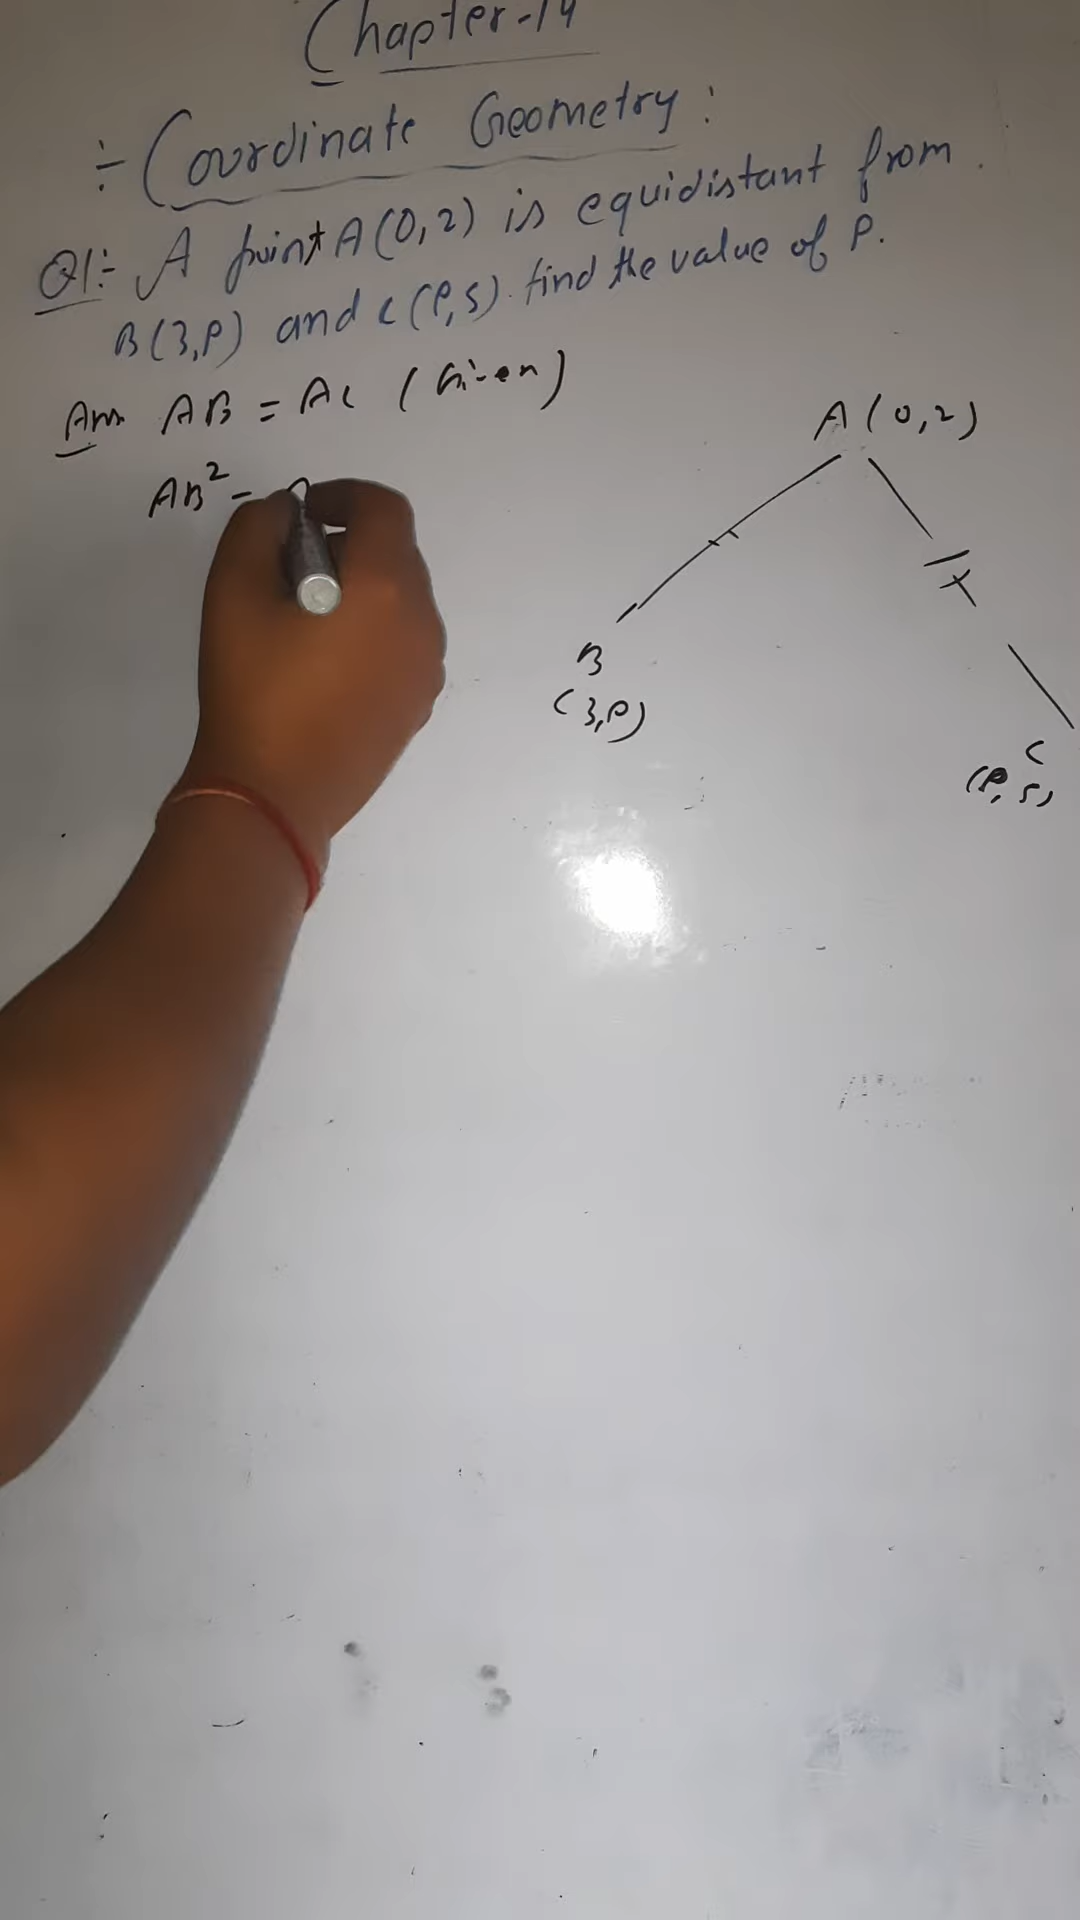 Chapter-14
:- Coordinate Geometry:
Q1:- A point A(0,2) is equidistant from.
B(3,P) and C(P,5). find the value of P.
Ans AB = AC (Given)
AB² =
A(0,2)
B
(3,P)
C
(P,5)